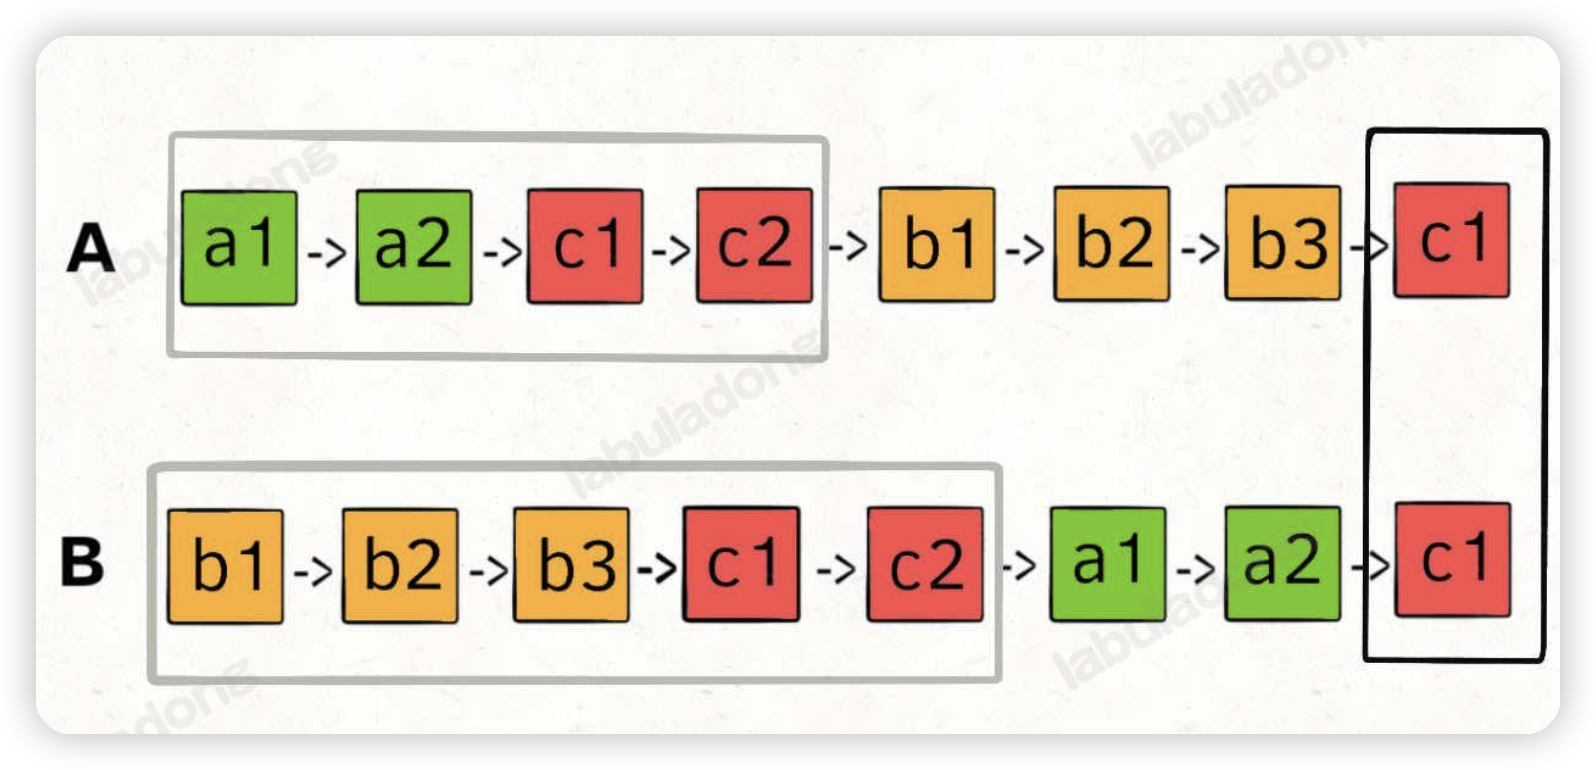 labuladong
A a1 -> a2 -> c1 -> c2 -> b1 -> b2 -> b3 -> c1
labuladong
labuladong
B b1 -> b2 -> b3 -> c1 -> c2 -> a1 -> a2 -> c1
labuladong
labuladong